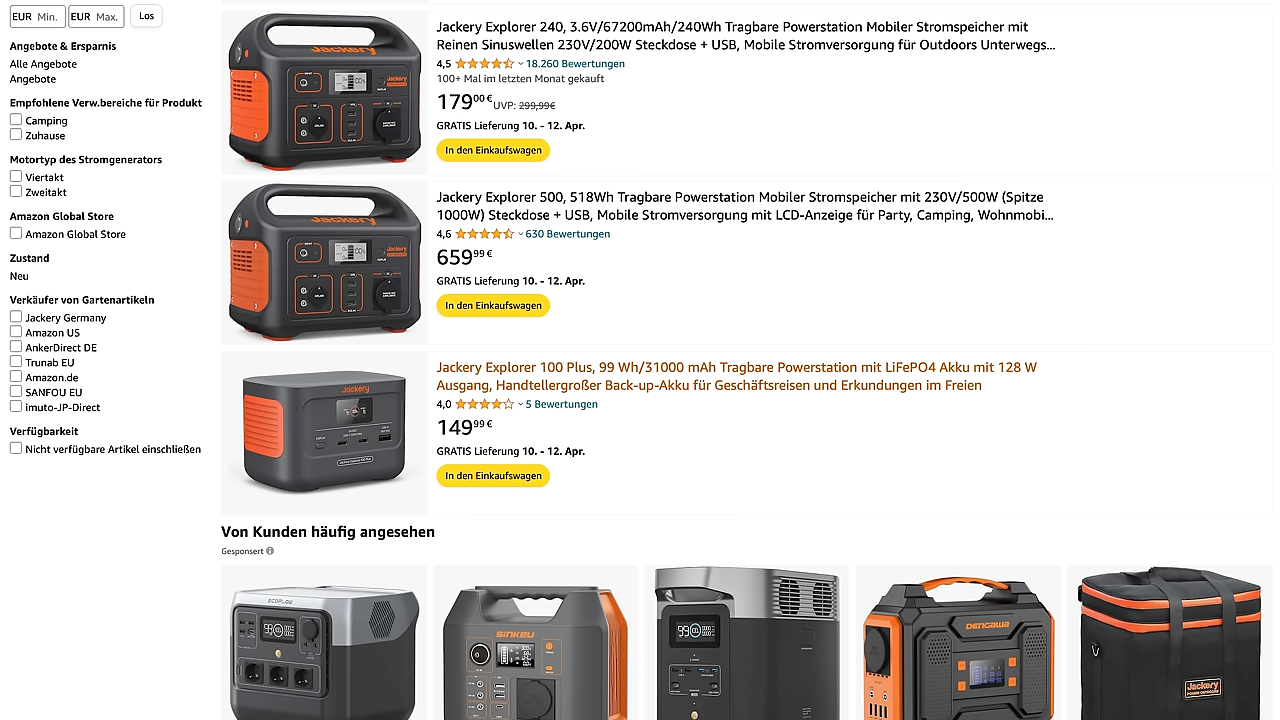 EUR Min.
EUR Max.
Los
Angebote & Ersparnis
Alle Angebote
Angebote
Empfohlene Verw.bereiche für Produkt
Camping
Zuhause
Motortyp des Stromgenerators
Viertakt
Zweitakt
Amazon Global Store
Amazon Global Store
Zustand
Neu
Verkäufer von Gartenartikeln
Jackery Germany
Amazon US
AnkerDirect DE
Trunab EU
Amazon.de
SANFOU EU
imuto-JP-Direct
Verfügbarkeit
Nicht verfügbare Artikel einschließen
Jackery
Jackery Explorer 240, 3.6V/67200mAh/240Wh Tragbare Powerstation Mobiler Stromspeicher mit
Reinen Sinuswellen 230V/200W Steckdose + USB, Mobile Stromversorgung für Outdoors Unterwegs...
4,5 18.260 Bewertungen
100+ Mal im letzten Monat gekauft
179 00 € UVP: 299,99€
GRATIS Lieferung 10. - 12. Apr.
In den Einkaufswagen
Jackery
Jackery Explorer 500, 518Wh Tragbare Powerstation Mobiler Stromspeicher mit 230V/500W (Spitze
1000W) Steckdose + USB, Mobile Stromversorgung mit LCD-Anzeige für Party, Camping, Wohnmobi...
4,6 630 Bewertungen
659 99 €
GRATIS Lieferung 10. - 12. Apr.
In den Einkaufswagen
Jackery
Jackery Explorer 100 Plus, 99 Wh/31000 mAh Tragbare Powerstation mit LiFePO4 Akku mit 128 W
Ausgang, Handtellergroßer Back-up-Akku für Geschäftsreisen und Erkundungen im Freien
4,0 5 Bewertungen
149 99 €
GRATIS Lieferung 10. - 12. Apr.
In den Einkaufswagen
Von Kunden häufig angesehen
Gesponsert
ECOFLOW
SinKEU
DENGAWA
Jackery